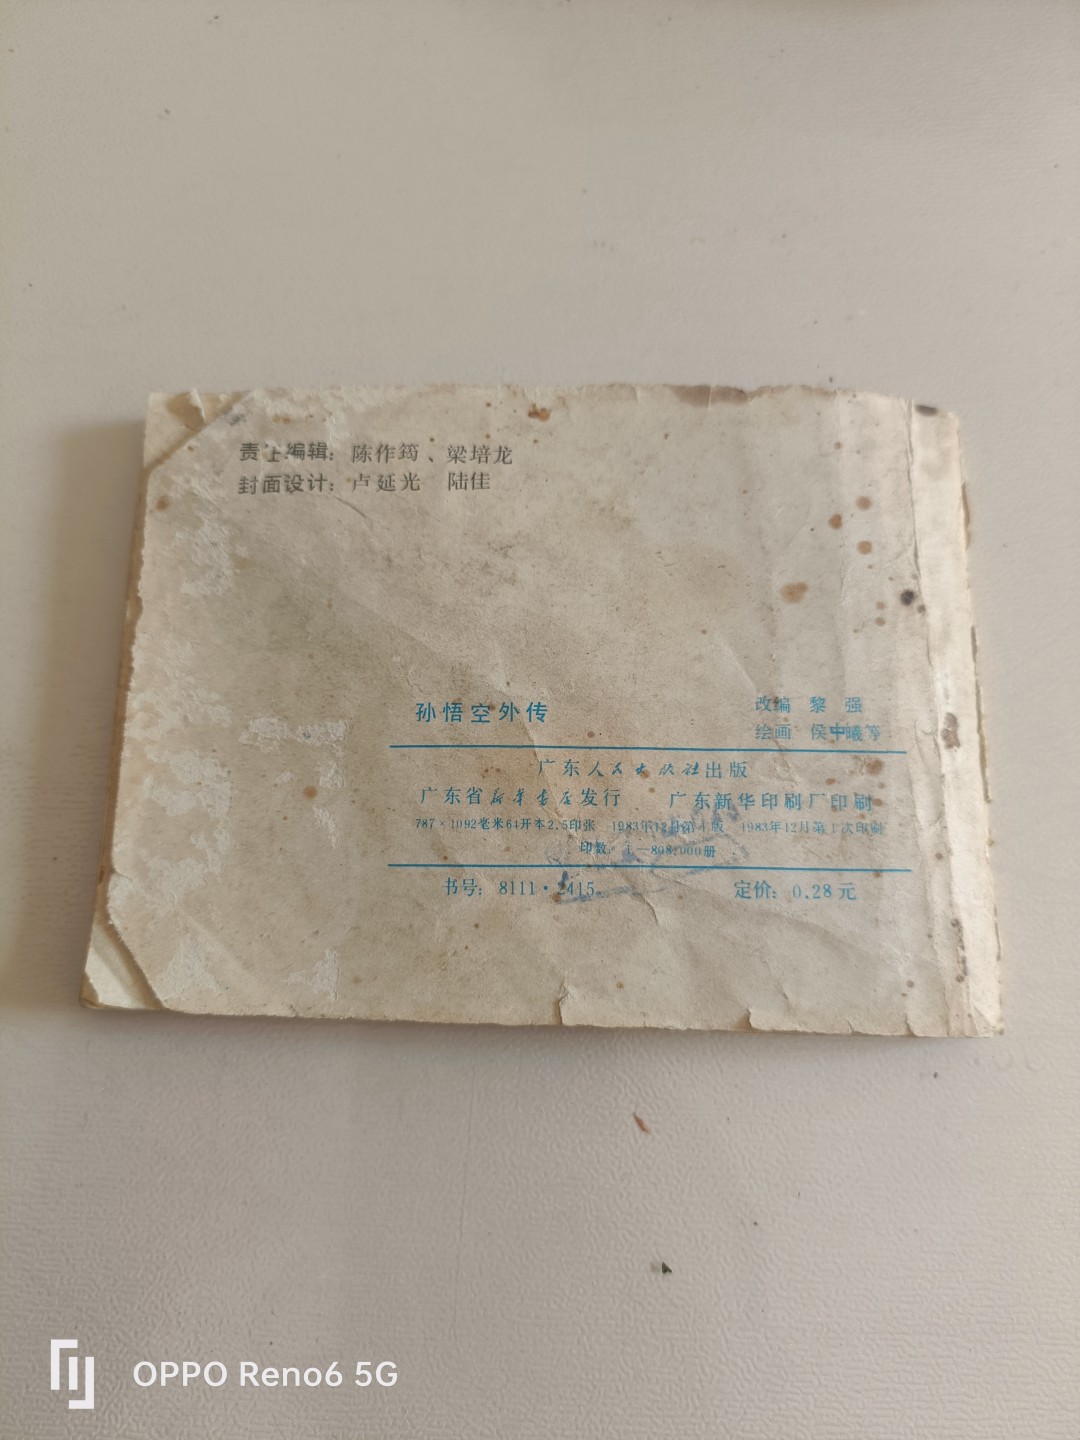 责任编辑：陈作筠、梁培龙
封面设计：卢延光 陆佳
孙悟空外传
改编 黎 强
绘画 侯中曦等
广东人民出版社出版
广东省新华书店发行 广东新华印刷厂印刷
787×1092毫米64开本2.5印张 1983年12月第1版 1983年12月第1次印刷
印数：1—808,000册
书号：8111·2415 定价：0.28元
OPPO Reno6 5G